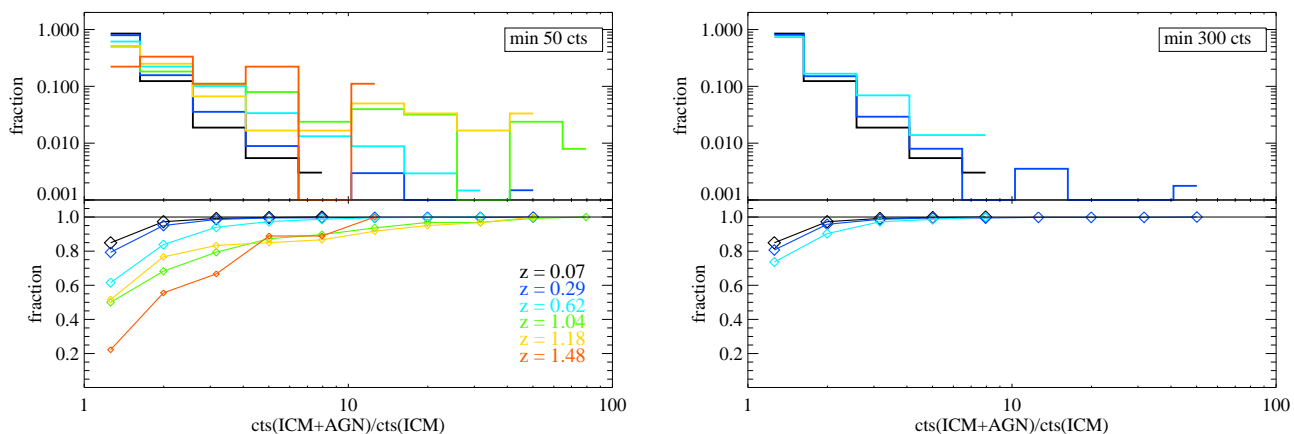 min 50 cts
fraction
1.000
0.100
0.010
0.001
fraction
1.0
0.8
0.6
0.4
0.2
z = 0.07
z = 0.29
z = 0.62
z = 1.04
z = 1.18
z = 1.48
1
10
100
cts(ICM+AGN)/cts(ICM)
min 300 cts
fraction
1.000
0.100
0.010
0.001
fraction
1.0
0.8
0.6
0.4
0.2
1
10
100
cts(ICM+AGN)/cts(ICM)